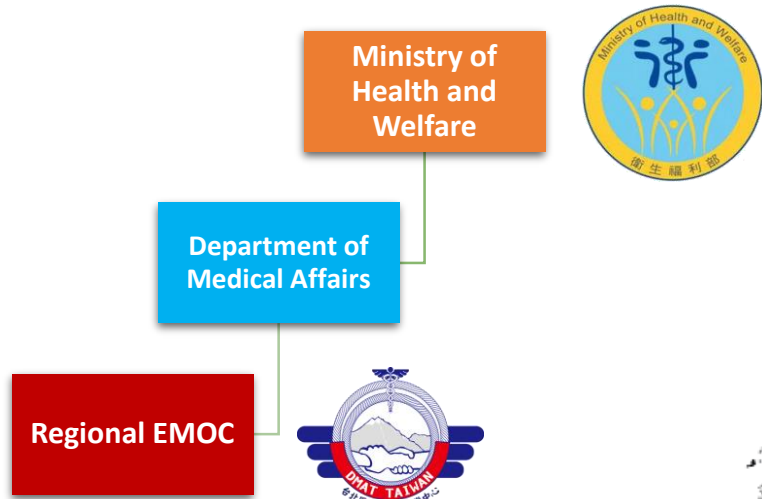 Ministry of
Health and
Welfare
Ministry of Health and Welfare
衛生福利部
Department of
Medical Affairs
Regional EMOC
DMAT TAIWAN